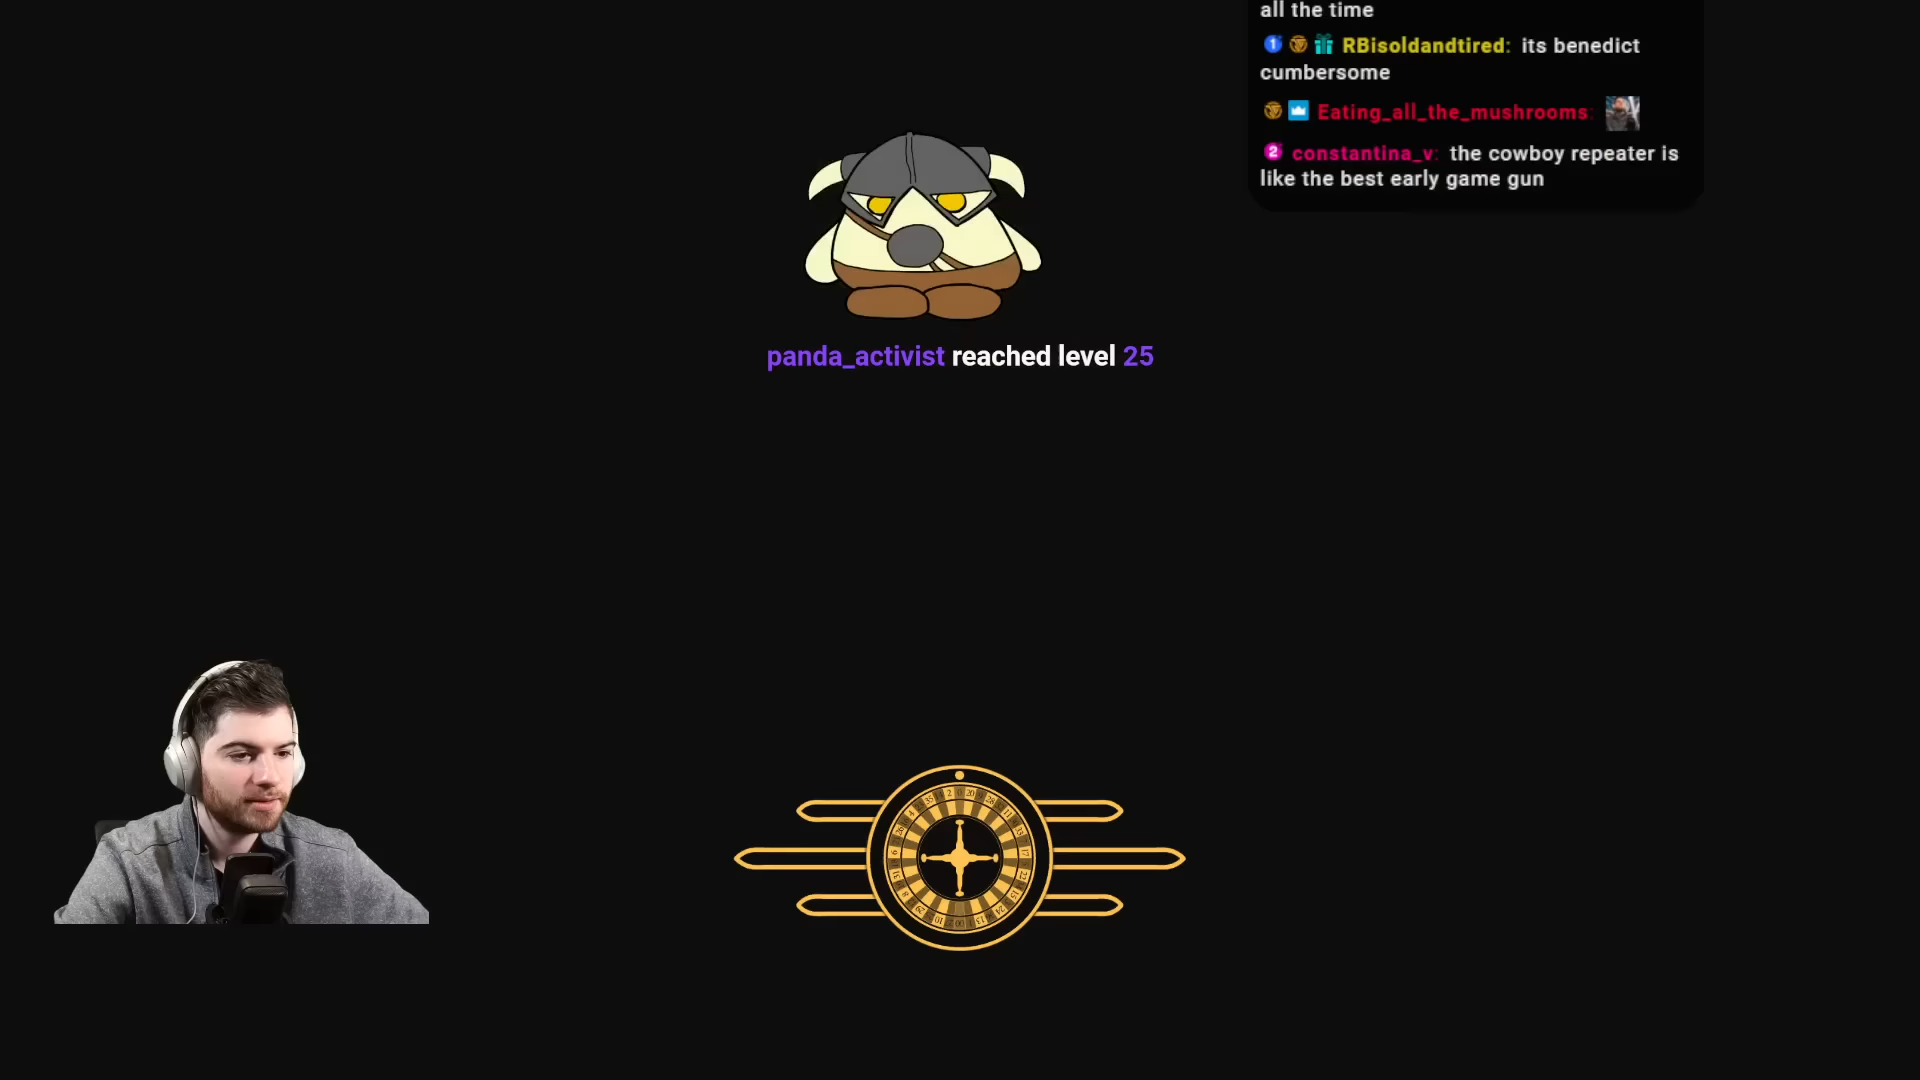 all the time
RBisoldandtired: its benedict
cumbersome
Eating_all_the_mushrooms:
constantina_v: the cowboy repeater is
like the best early game gun
panda_activist reached level 25